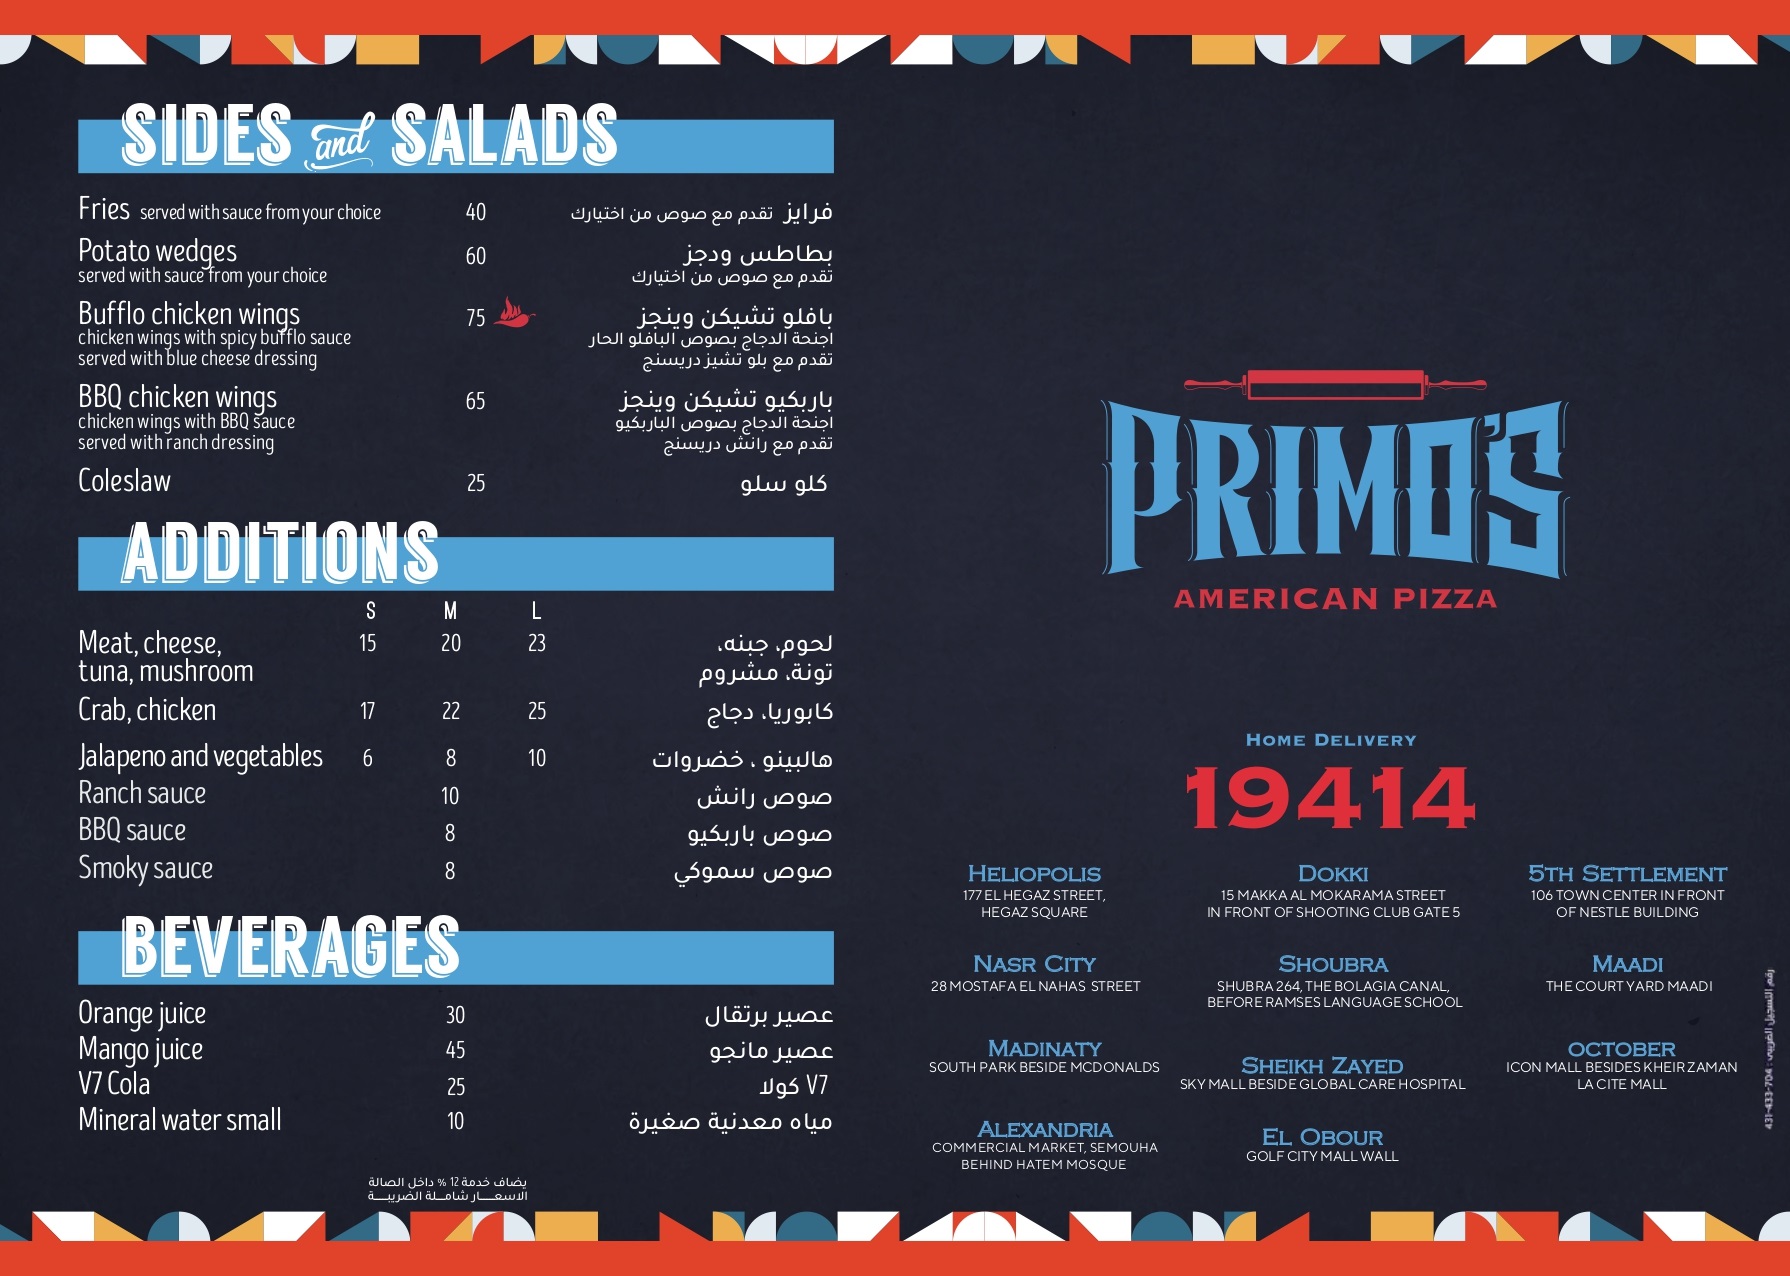 SIDES and SALADS
Fries served with sauce from your choice 40 فرايز تقدم مع صوص من اختيارك
Potato wedges 60 بطاطس ودجز
served with sauce from your choice تقدم مع صوص من اختيارك
Bufflo chicken wings 75 بافلو تشيكن وينجز
chicken wings with spicy bufflo sauce اجنحة الدجاج بصوص البافلو الحار
served with blue cheese dressing تقدم مع بلو تشيز دريسنج
BBQ chicken wings 65 باربكيو تشيكن وينجز
chicken wings with BBQ sauce اجنحة الدجاج بصوص الباربكيو
served with ranch dressing تقدم مع رانش دريسنج
Coleslaw 25 كلو سلو
ADDITIONS
S M L
Meat, cheese, 15 20 23 لحوم، جبنه،
tuna, mushroom تونة، مشروم
Crab, chicken 17 22 25 كابوريا، دجاج
Jalapeno and vegetables 6 8 10 هالبينو ، خضروات
Ranch sauce 10 صوص رانش
BBQ sauce 8 صوص باربكيو
Smoky sauce 8 صوص سموكي
BEVERAGES
Orange juice 30 عصير برتقال
Mango juice 45 عصير مانجو
V7 Cola 25 V7 كولا
Mineral water small 10 مياه معدنية صغيرة
يضاف خدمة 12 % داخل الصالة
الاسعـــار شامـلة الضريبـــة
PRIMO'S
AMERICAN PIZZA
HOME DELIVERY
19414
HELIOPOLIS
177 EL HEGAZ STREET,
HEGAZ SQUARE
DOKKI
15 MAKKA AL MOKARAMA STREET
IN FRONT OF SHOOTING CLUB GATE 5
5TH SETTLEMENT
106 TOWN CENTER IN FRONT
OF NESTLE BUILDING
NASR CITY
28 MOSTAFA EL NAHAS STREET
SHOUBRA
SHUBRA 264, THE BOLAGIA CANAL,
BEFORE RAMSES LANGUAGE SCHOOL
MAADI
THE COURT YARD MAADI
MADINATY
SOUTH PARK BESIDE MCDONALDS
SHEIKH ZAYED
SKY MALL BESIDE GLOBAL CARE HOSPITAL
OCTOBER
ICON MALL BESIDES KHEIR ZAMAN
LA CITE MALL
ALEXANDRIA
COMMERCIAL MARKET, SEMOUHA
BEHIND HATEM MOSQUE
EL OBOUR
GOLF CITY MALL WALL
رقم التسجيل الضريبى : 704-433-431